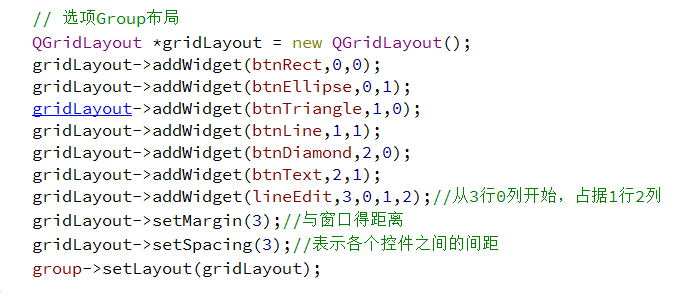 // 选项Group布局
QGridLayout *gridLayout = new QGridLayout();
gridLayout->addWidget(btnRect,0,0);
gridLayout->addWidget(btnEllipse,0,1);
gridLayout->addWidget(btnTriangle,1,0);
gridLayout->addWidget(btnLine,1,1);
gridLayout->addWidget(btnDiamond,2,0);
gridLayout->addWidget(btnText,2,1);
gridLayout->addWidget(lineEdit,3,0,1,2);//从3行0列开始，占据1行2列
gridLayout->setMargin(3);//与窗口得距离
gridLayout->setSpacing(3);//表示各个控件之间的间距
group->setLayout(gridLayout);